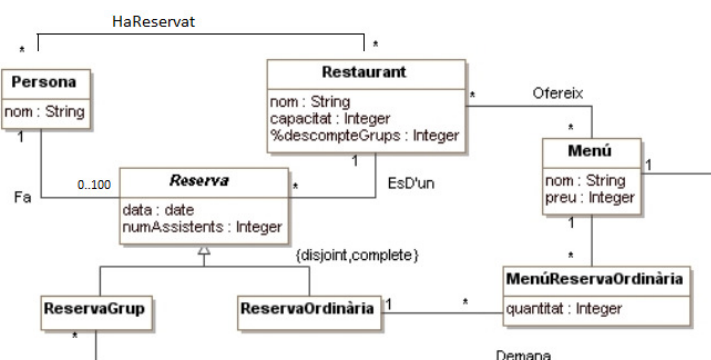 HaReservat
* *
Persona
nom : String
Restaurant
nom : String
capacitat : Integer
%descompteGrups : Integer
* Ofereix
*
Menú
nom : String
preu : Integer
1
1
1
1
Fa
0..100
Reserva
data : date
numAssistents : Integer
*
EsD'un
{disjoint,complete}
*
ReservaGrup
*
ReservaOrdinària
1 *
MenúReservaOrdinària
quantitat : Integer
Demana